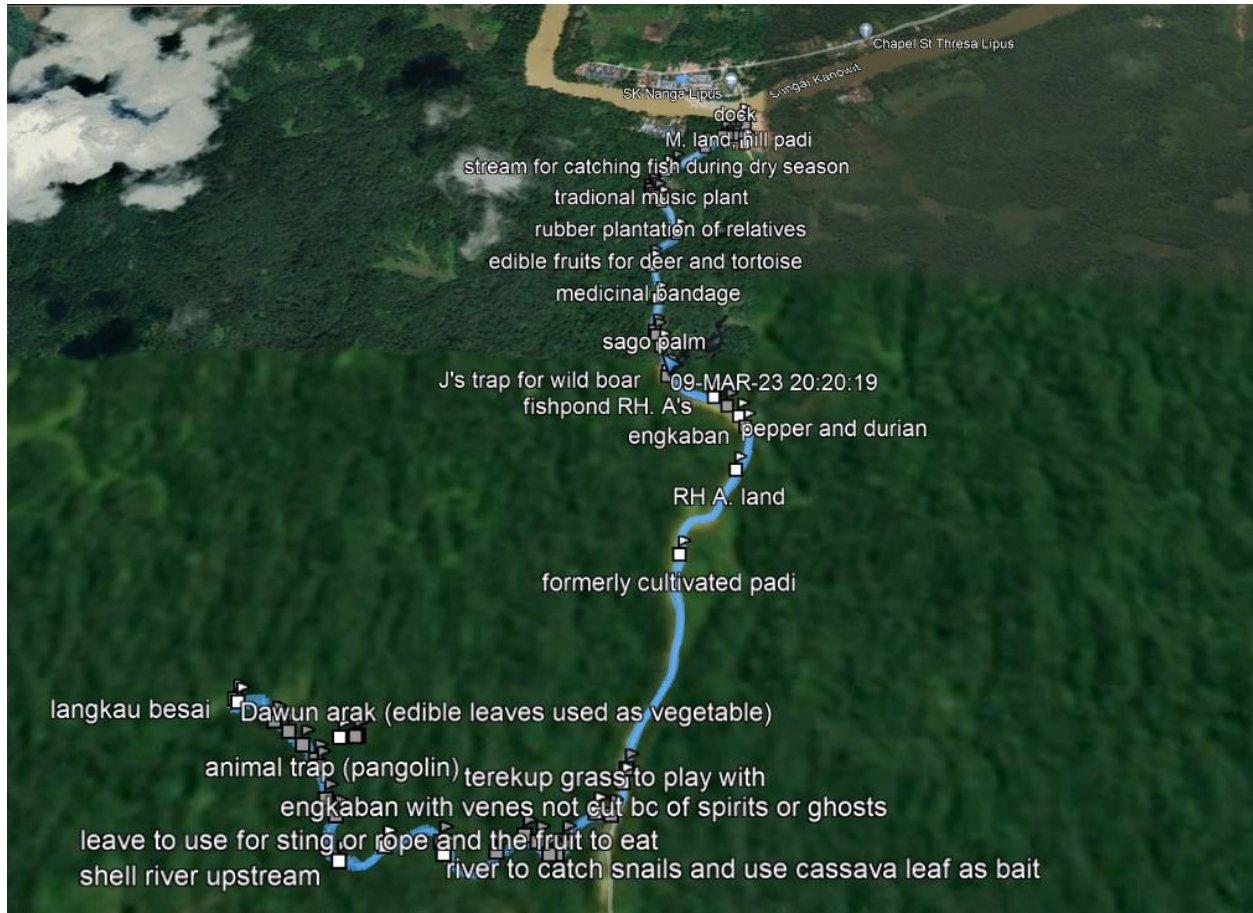 Chapel St Thresa Lipus
SK Nanga Lipus
Sungai Kanowit
dock
M. land, hill padi
stream for catching fish during dry season
tradional music plant
rubber plantation of relatives
edible fruits for deer and tortoise
medicinal bandage
sago palm
J's trap for wild boar
09-MAR-23 20:20:19
fishpond RH. A's
engkaban
pepper and durian
RH A. land
formerly cultivated padi
langkau besai
Dawun arak (edible leaves used as vegetable)
animal trap (pangolin)
terekup grass to play with
engkaban with venes not cut bc of spirits or ghosts
leave to use for sting or rope and the fruit to eat
shell river upstream
river to catch snails and use cassava leaf as bait